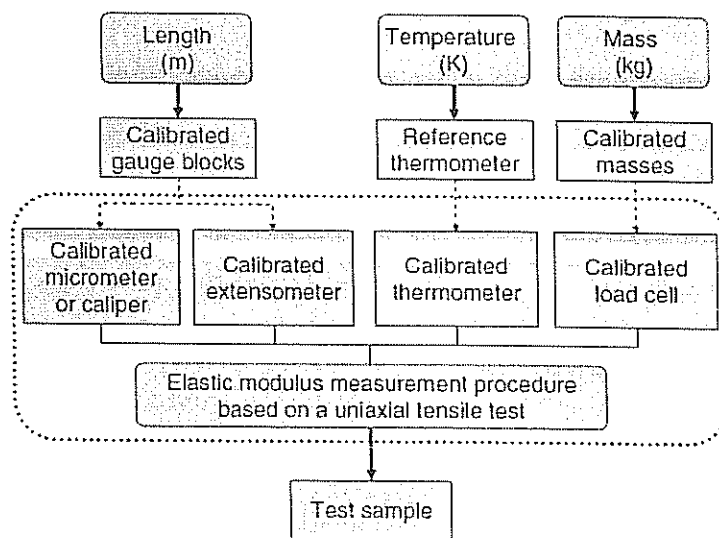 Length
(m)
Temperature
(K)
Mass
(kg)
Calibrated
gauge blocks
Reference
thermometer
Calibrated
masses
Calibrated
micrometer
or caliper
Calibrated
extensometer
Calibrated
thermometer
Calibrated
load cell
Elastic modulus measurement procedure
based on a uniaxial tensile test
Test sample